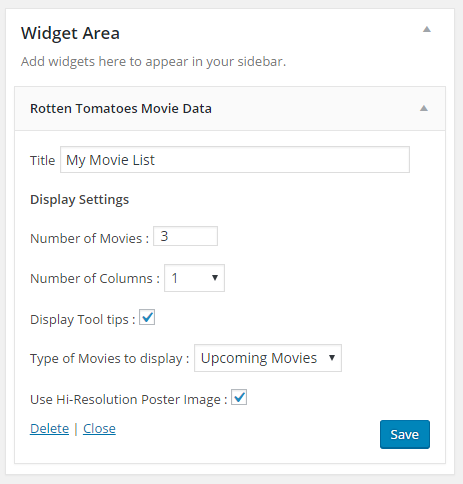 Widget Area
Add widgets here to appear in your sidebar.
Rotten Tomatoes Movie Data
Title My Movie List
Display Settings
Number of Movies : 3
Number of Columns : 1
Display Tool tips :
Type of Movies to display : Upcoming Movies
Use Hi-Resolution Poster Image :
Delete | Close Save